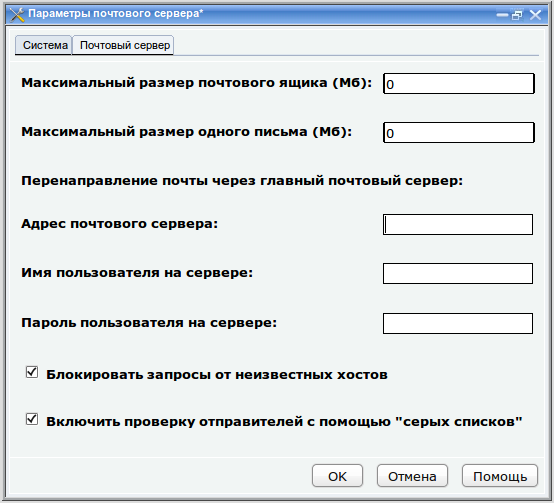 Параметры почтового сервера*
Система Почтовый сервер
Максимальный размер почтового ящика (Мб): 0
Максимальный размер одного письма (Мб): 0
Перенаправление почты через главный почтовый сервер:
Адрес почтового сервера:
Имя пользователя на сервере:
Пароль пользователя на сервере:
Блокировать запросы от неизвестных хостов
Включить проверку отправителей с помощью "серых списков"
OK Отмена Помощь